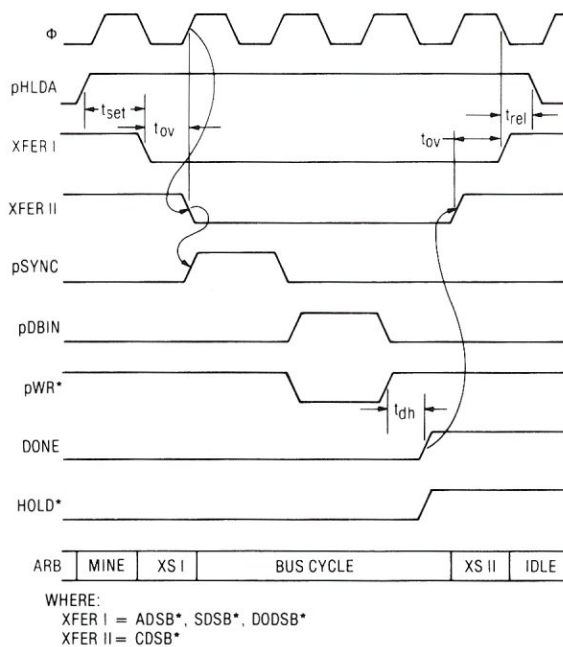 Φ
pHLDA
tset
trel
tov
tov
XFER I
XFER II
pSYNC
pDBIN
pWR*
tdh
DONE
HOLD*
ARB MINE XS I BUS CYCLE XS II IDLE
WHERE:
XFER I = ADSB*, SDSB*, DODSB*
XFER II = CDSB*